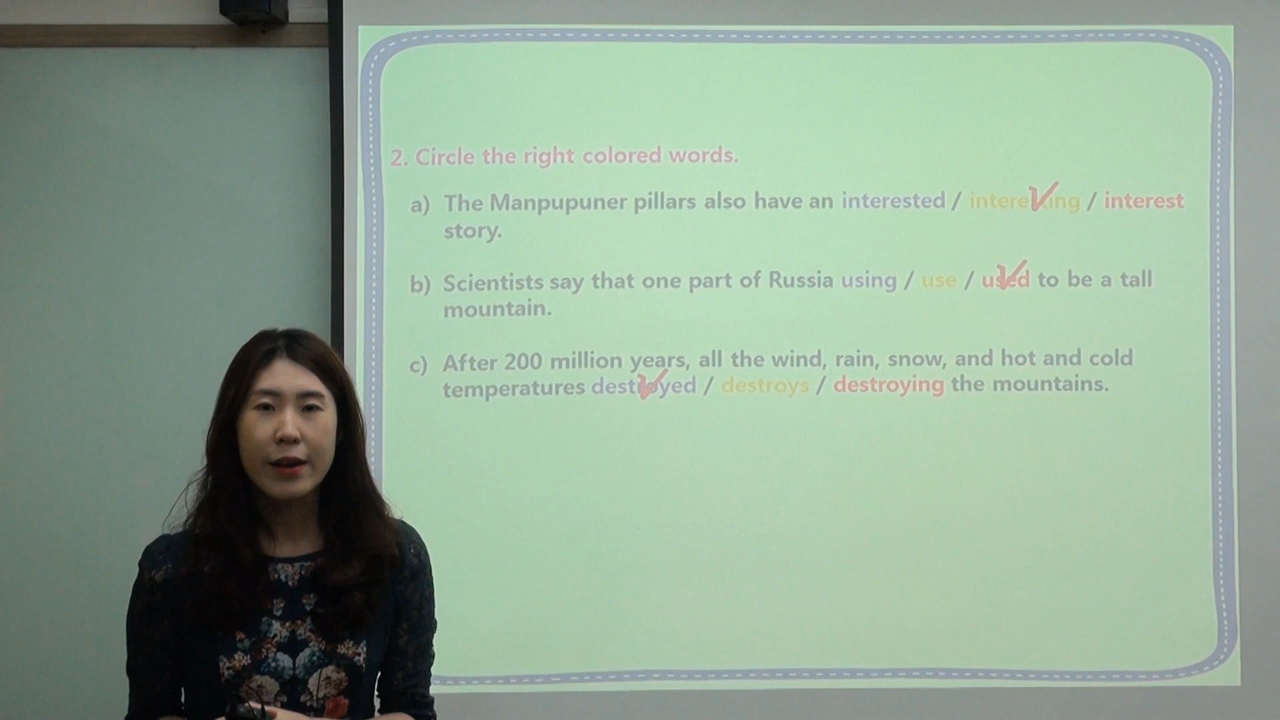 2. Circle the right colored words.
a) The Manpupuner pillars also have an interested / interesting / interest
story.
b) Scientists say that one part of Russia using / use / used to be a tall
mountain.
c) After 200 million years, all the wind, rain, snow, and hot and cold
temperatures destroyed / destroys / destroying the mountains.